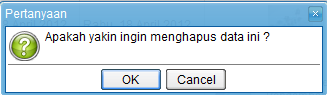 Pertanyaan
Apakah yakin ingin menghapus data ini ?
OK
Cancel